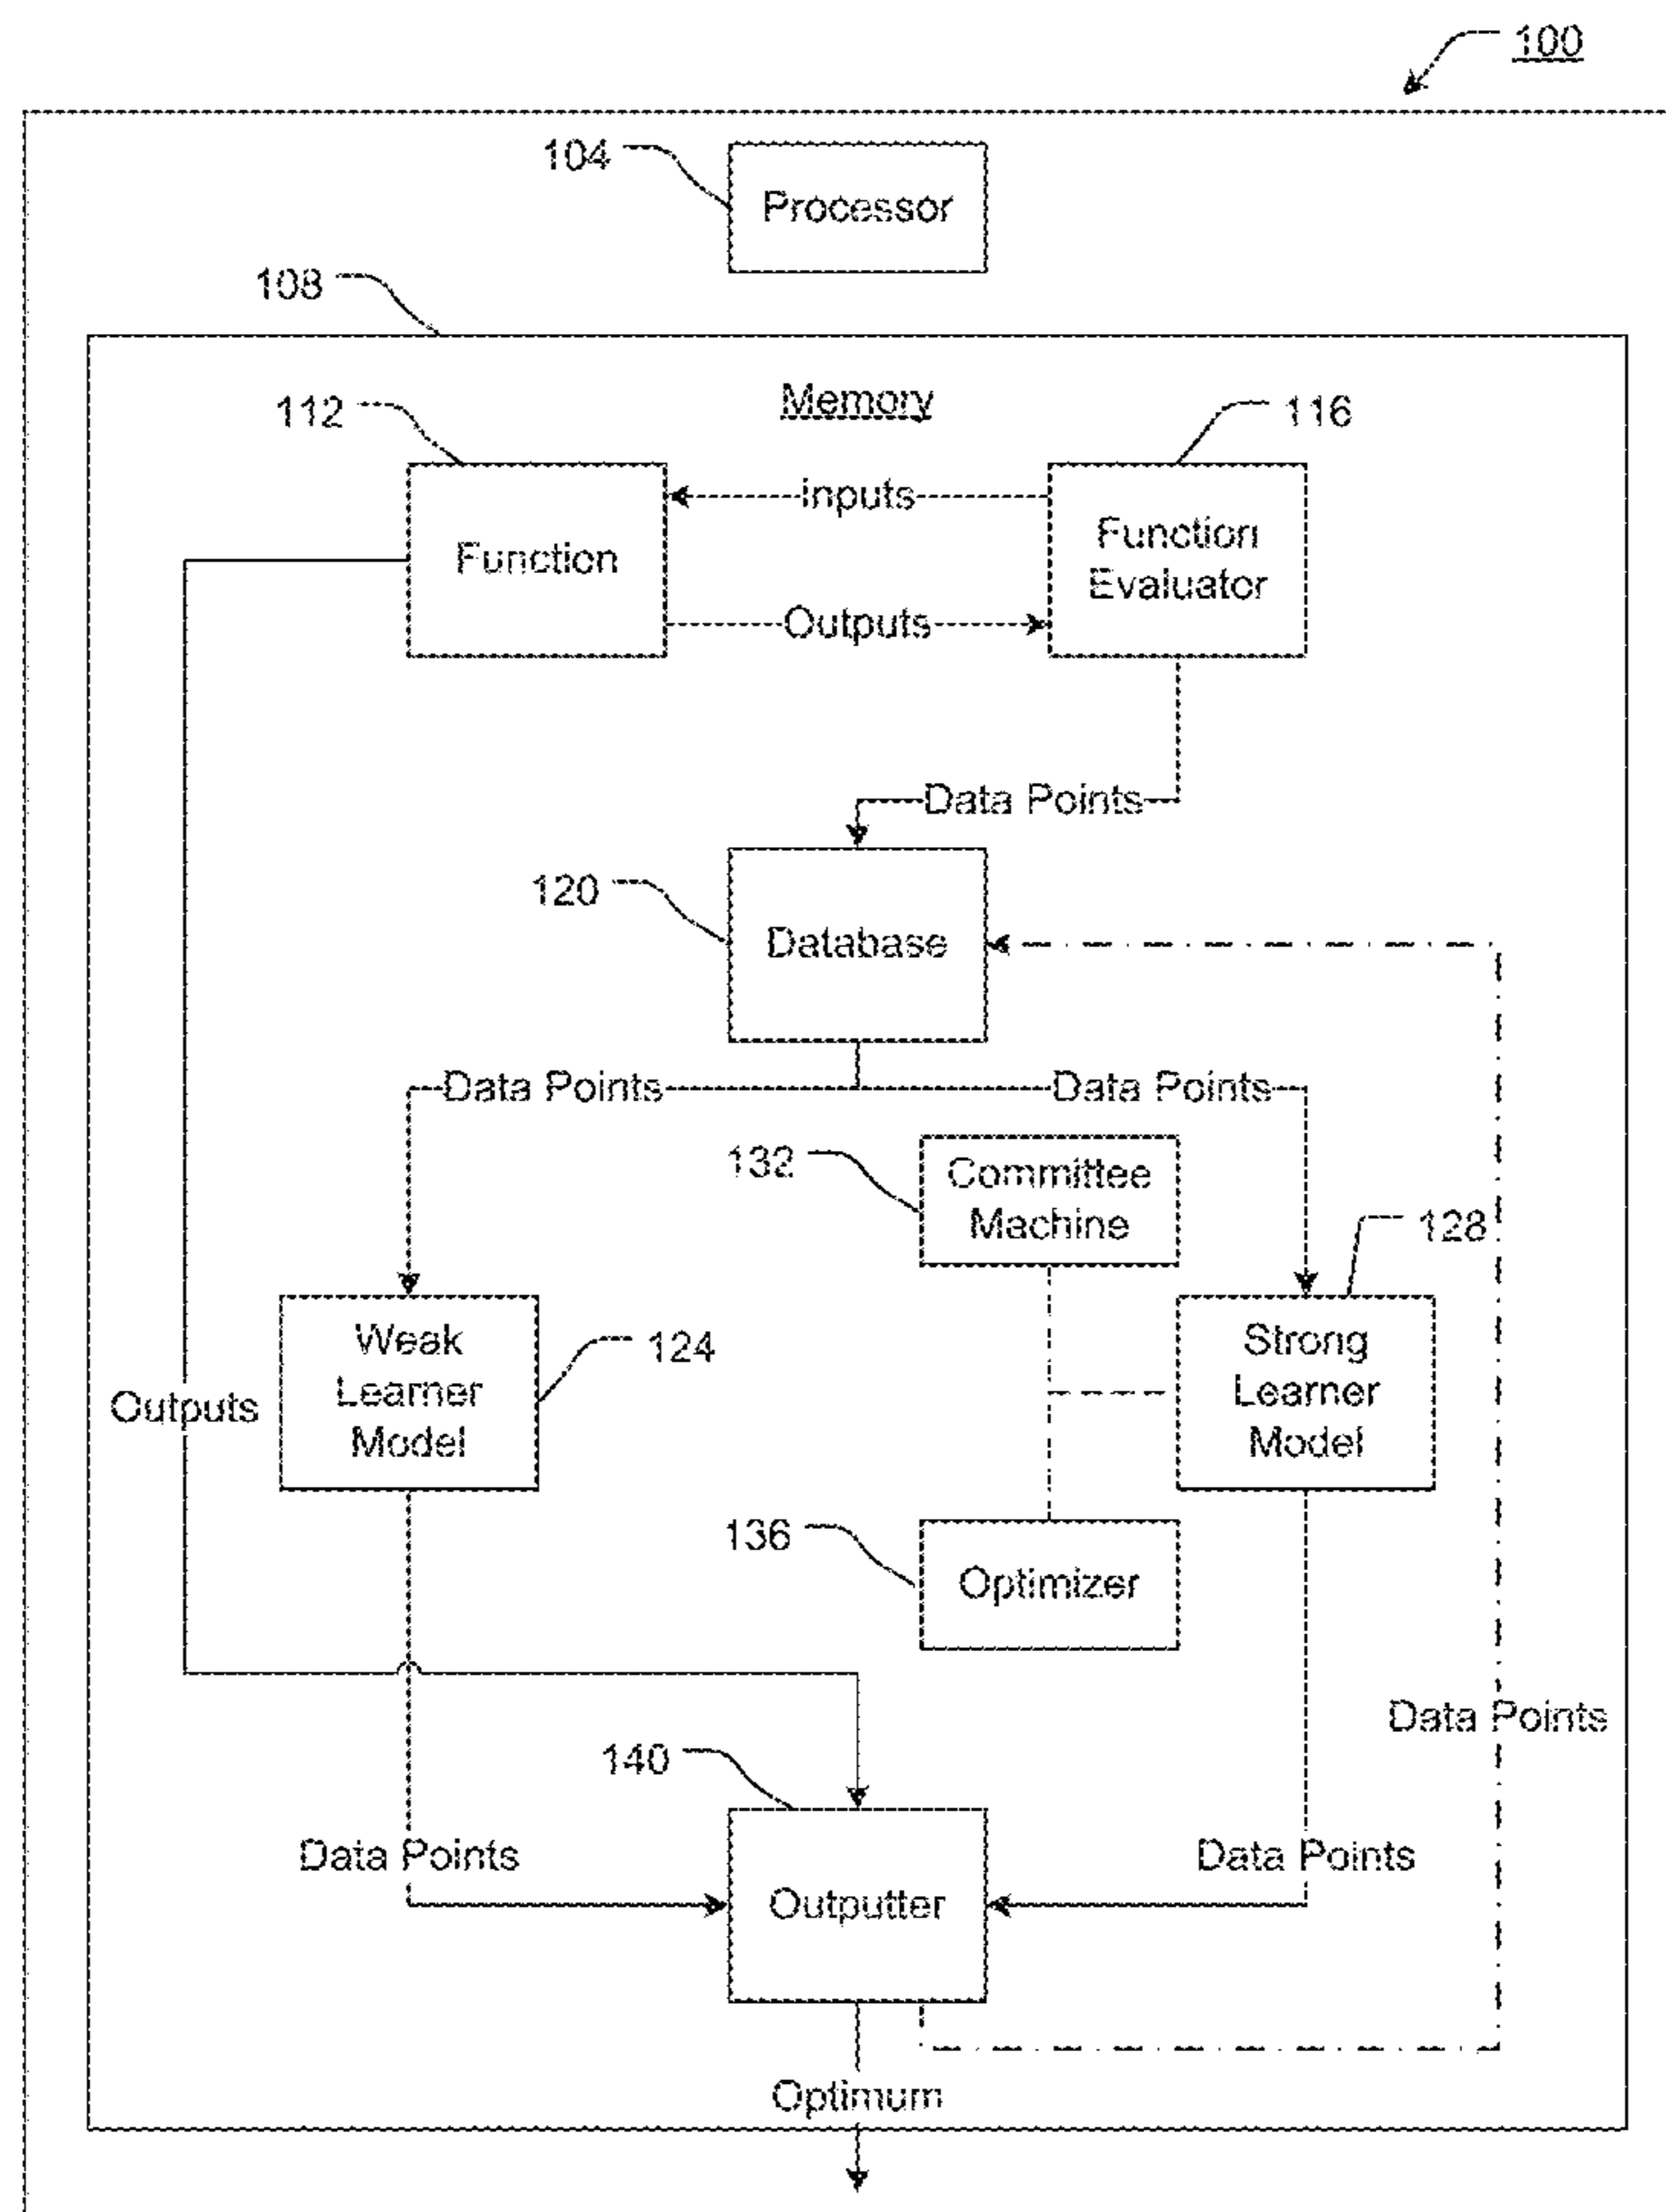 100
104
Processor
108
Memory
112
116
Inputs
Function
Function
Evaluator
Outputs
Data Points
120
Database
Data Points
Data Points
132
Committee
Machine
128
Weak
Learner
Model
124
Strong
Learner
Model
Outputs
136
Optimizer
Data Points
140
Data Points
Data Points
Outputter
Optimum